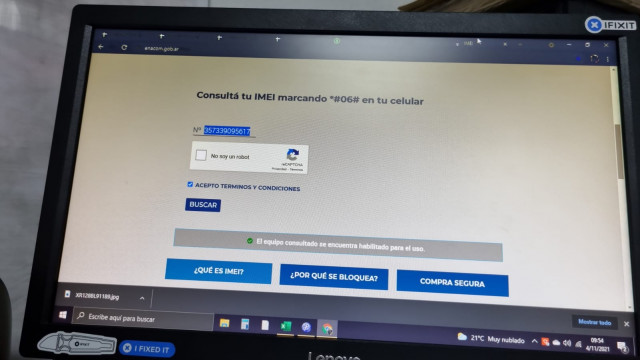 IFIXIT
enacom.gob.ar
Consultá tu IMEI marcando *#06# en tu celular
Nº 357339095617
No soy un robot
reCAPTCHA
Privacidad - Términos
ACEPTO TERMINOS Y CONDICIONES
BUSCAR
El equipo consultado se encuentra habilitado para el uso.
¿QUÉ ES IMEI?
¿POR QUÉ SE BLOQUEA?
COMPRA SEGURA
XR128BL91188.jpg
Mostrar todo
Escribe aquí para buscar
21°C Muy nublado
09:54
4/11/2021
IFIXIT
I FIXED IT
Lenovo